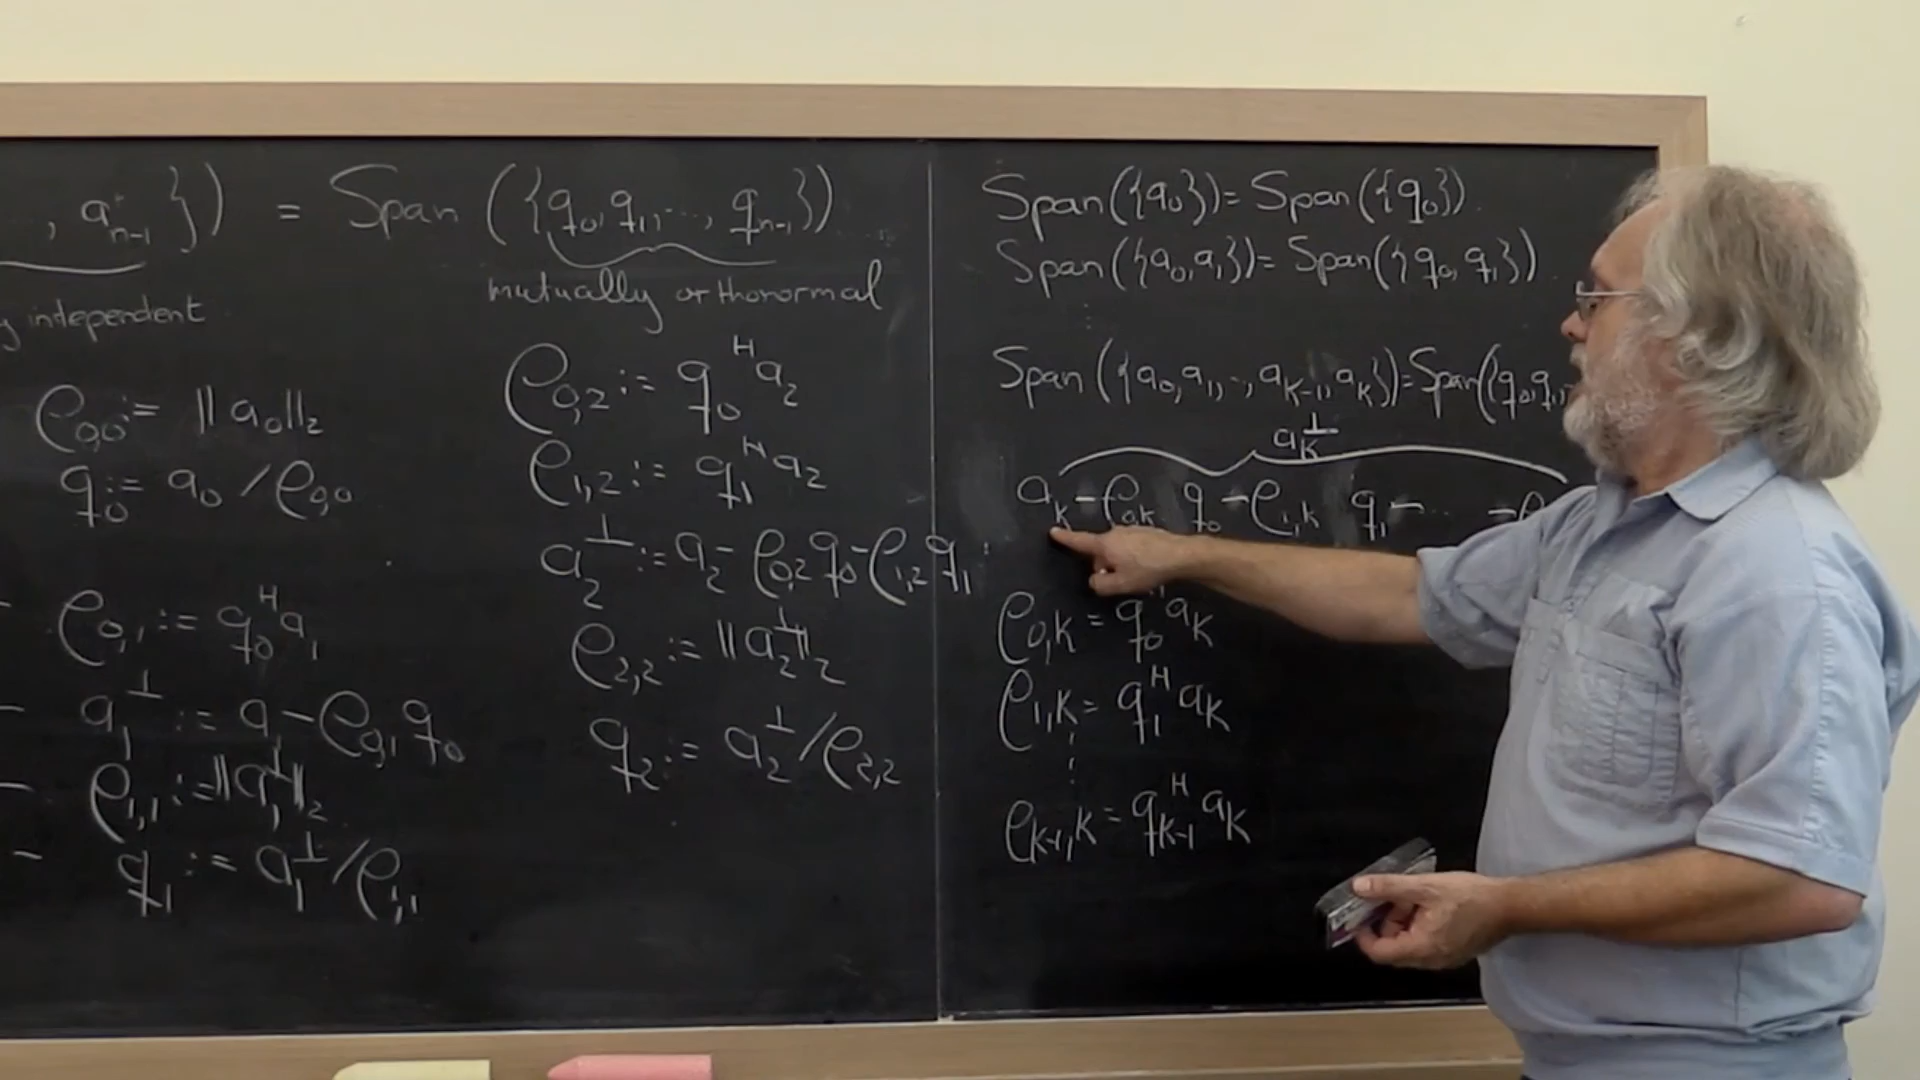 , a_{n-1} }) = Span ({q_0, q_1, ..., q_{n-1}})
independent
mutually orthonormal
ρ_{0,0} := ||a_0||_2
q_0 := a_0 / ρ_{0,0}
ρ_{0,1} := q_0^H a_1
a_1^⊥ := a_1 - ρ_{0,1} q_0
ρ_{1,1} := ||a_1^⊥||_2
q_1 := a_1^⊥ / ρ_{1,1}
ρ_{0,2} := q_0^H a_2
ρ_{1,2} := q_1^H a_2
a_2^⊥ := a_2 - ρ_{0,2} q_0 - ρ_{1,2} q_1
ρ_{2,2} := ||a_2^⊥||_2
q_2 := a_2^⊥ / ρ_{2,2}
Span({a_0}) = Span({q_0})
Span({a_0, a_1}) = Span({q_0, q_1})
⋮
Span({a_0, a_1, .., a_{k-1}, a_k}) = Span({q_0, q_1,
a_k^⊥
a_k - ρ_{0,k} q_0 - ρ_{1,k} q_1 - ... - ρ
ρ_{0,k} = q_0^H a_k
ρ_{1,k} = q_1^H a_k
⋮
ρ_{k-1,k} = q_{k-1}^H a_k